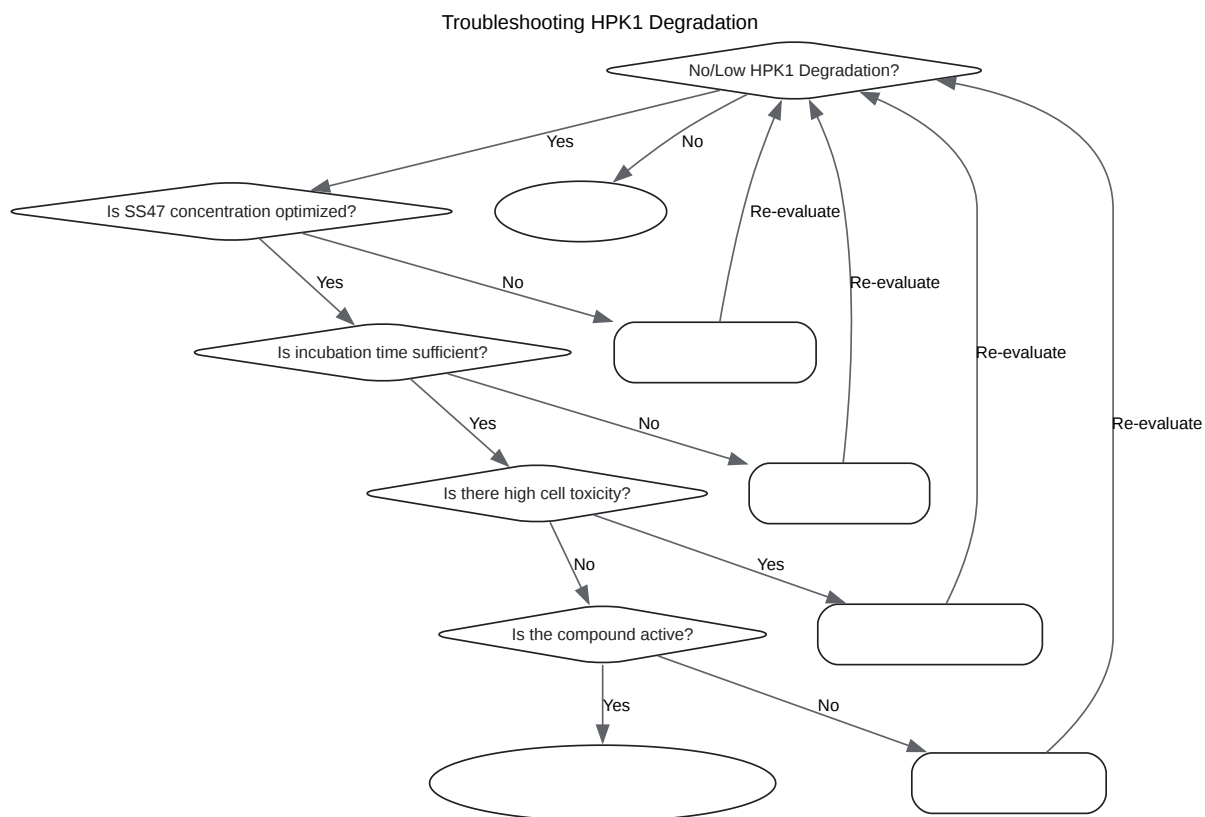 Troubleshooting HPK1 Degradation
No/Low HPK1 Degradation?
Yes
No
Is SS47 concentration optimized?
Re-evaluate
Yes
No
Re-evaluate
Is incubation time sufficient?
Re-evaluate
Yes
No
Re-evaluate
Is there high cell toxicity?
No
Yes
Is the compound active?
Yes
No